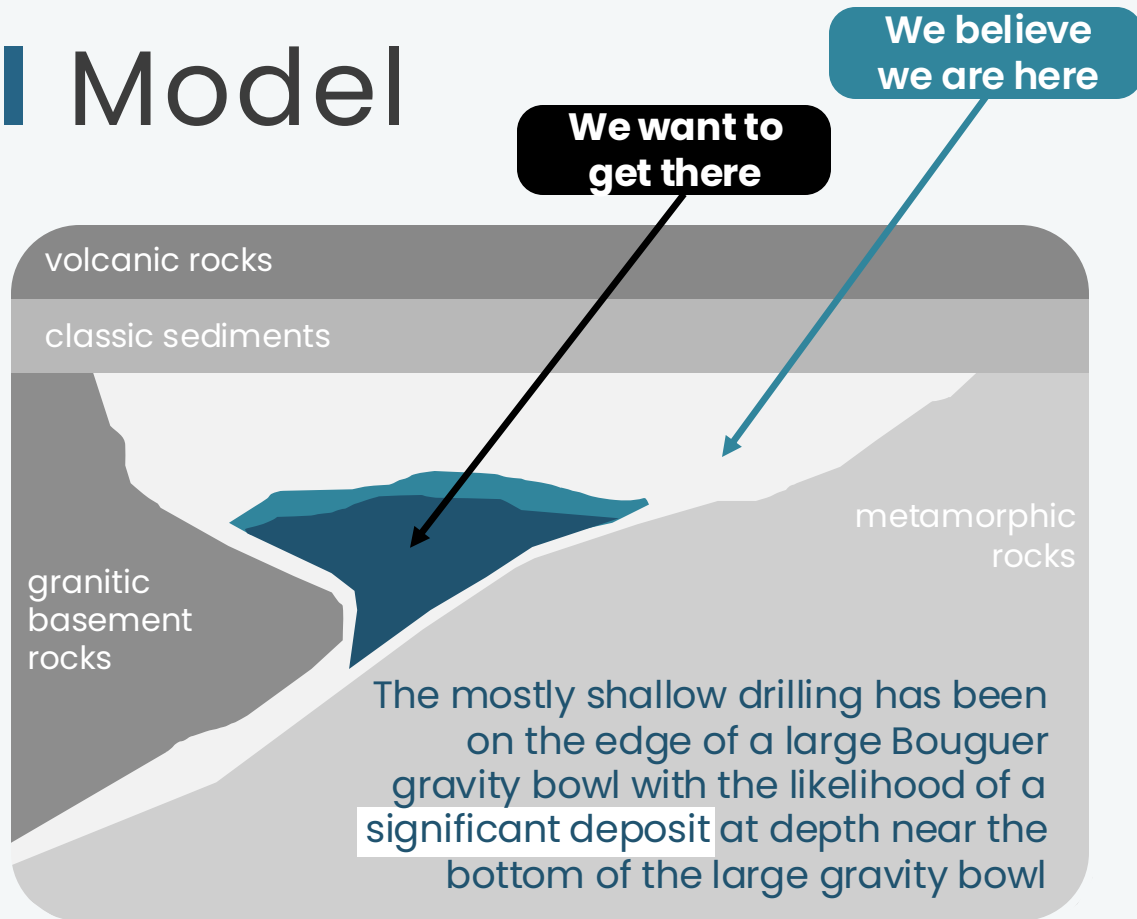 Model
We believe
we are here
We want to
get there
volcanic rocks
classic sediments
metamorphic
rocks
granitic
basement
rocks
The mostly shallow drilling has been
on the edge of a large Bouguer
gravity bowl with the likelihood of a
significant deposit at depth near the
bottom of the large gravity bowl